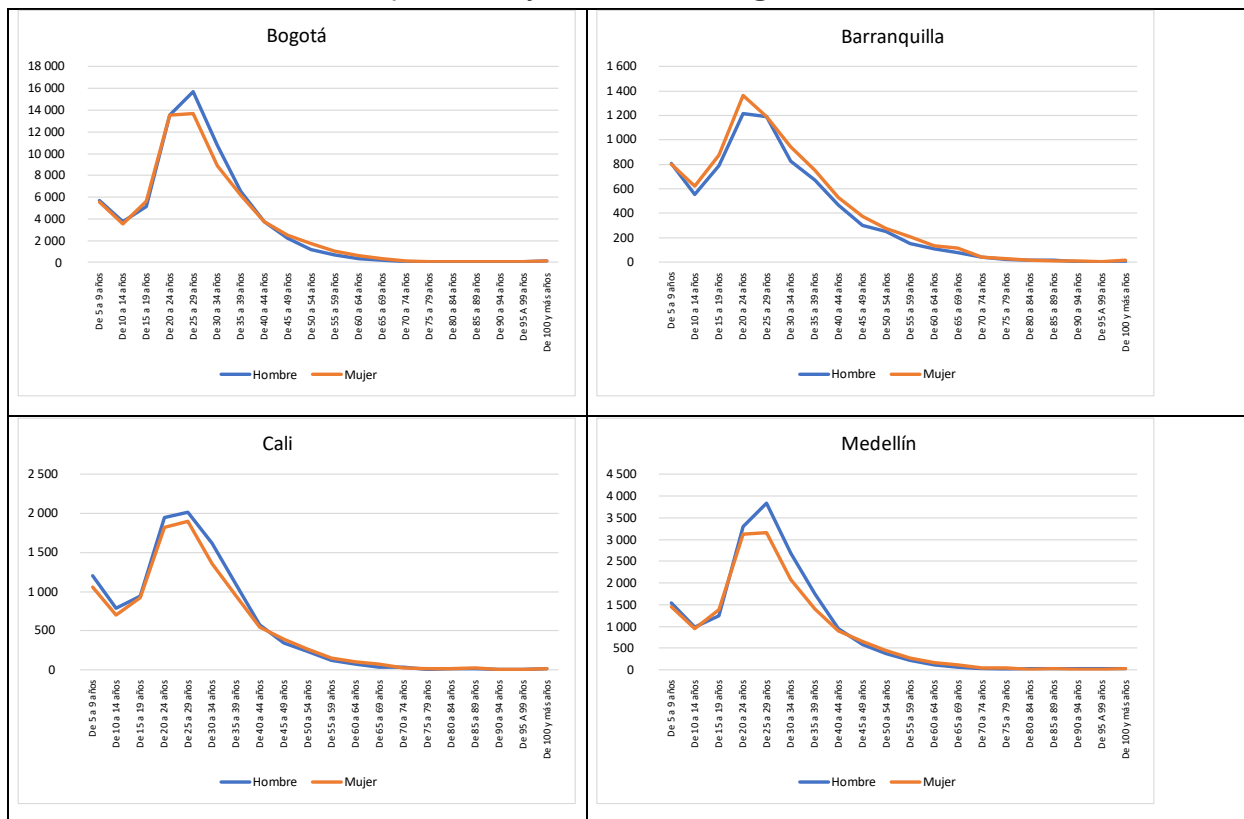 Bogotá
18 000
16 000
14 000
12 000
10 000
8 000
6 000
4 000
2 000
0
De 5 a 9 años
De 10 a 14 años
De 15 a 19 años
De 20 a 24 años
De 25 a 29 años
De 30 a 34 años
De 35 a 39 años
De 40 a 44 años
De 45 a 49 años
De 50 a 54 años
De 55 a 59 años
De 60 a 64 años
De 65 a 69 años
De 70 a 74 años
De 75 a 79 años
De 80 a 84 años
De 85 a 89 años
De 90 a 94 años
De 95 A 99 años
De 100 y más años
Hombre Mujer
Barranquilla
1 600
1 400
1 200
1 000
800
600
400
200
0
De 5 a 9 años
De 10 a 14 años
De 15 a 19 años
De 20 a 24 años
De 25 a 29 años
De 30 a 34 años
De 35 a 39 años
De 40 a 44 años
De 45 a 49 años
De 50 a 54 años
De 55 a 59 años
De 60 a 64 años
De 65 a 69 años
De 70 a 74 años
De 75 a 79 años
De 80 a 84 años
De 85 a 89 años
De 90 a 94 años
De 95 A 99 años
De 100 y más años
Hombre Mujer
Cali
2 500
2 000
1 500
1 000
500
0
De 5 a 9 años
De 10 a 14 años
De 15 a 19 años
De 20 a 24 años
De 25 a 29 años
De 30 a 34 años
De 35 a 39 años
De 40 a 44 años
De 45 a 49 años
De 50 a 54 años
De 55 a 59 años
De 60 a 64 años
De 65 a 69 años
De 70 a 74 años
De 75 a 79 años
De 80 a 84 años
De 85 a 89 años
De 90 a 94 años
De 95 A 99 años
De 100 y más años
Hombre Mujer
Medellín
4 500
4 000
3 500
3 000
2 500
2 000
1 500
1 000
500
0
De 5 a 9 años
De 10 a 14 años
De 15 a 19 años
De 20 a 24 años
De 25 a 29 años
De 30 a 34 años
De 35 a 39 años
De 40 a 44 años
De 45 a 49 años
De 50 a 54 años
De 55 a 59 años
De 60 a 64 años
De 65 a 69 años
De 70 a 74 años
De 75 a 79 años
De 80 a 84 años
De 85 a 89 años
De 90 a 94 años
De 95 A 99 años
De 100 y más años
Hombre Mujer